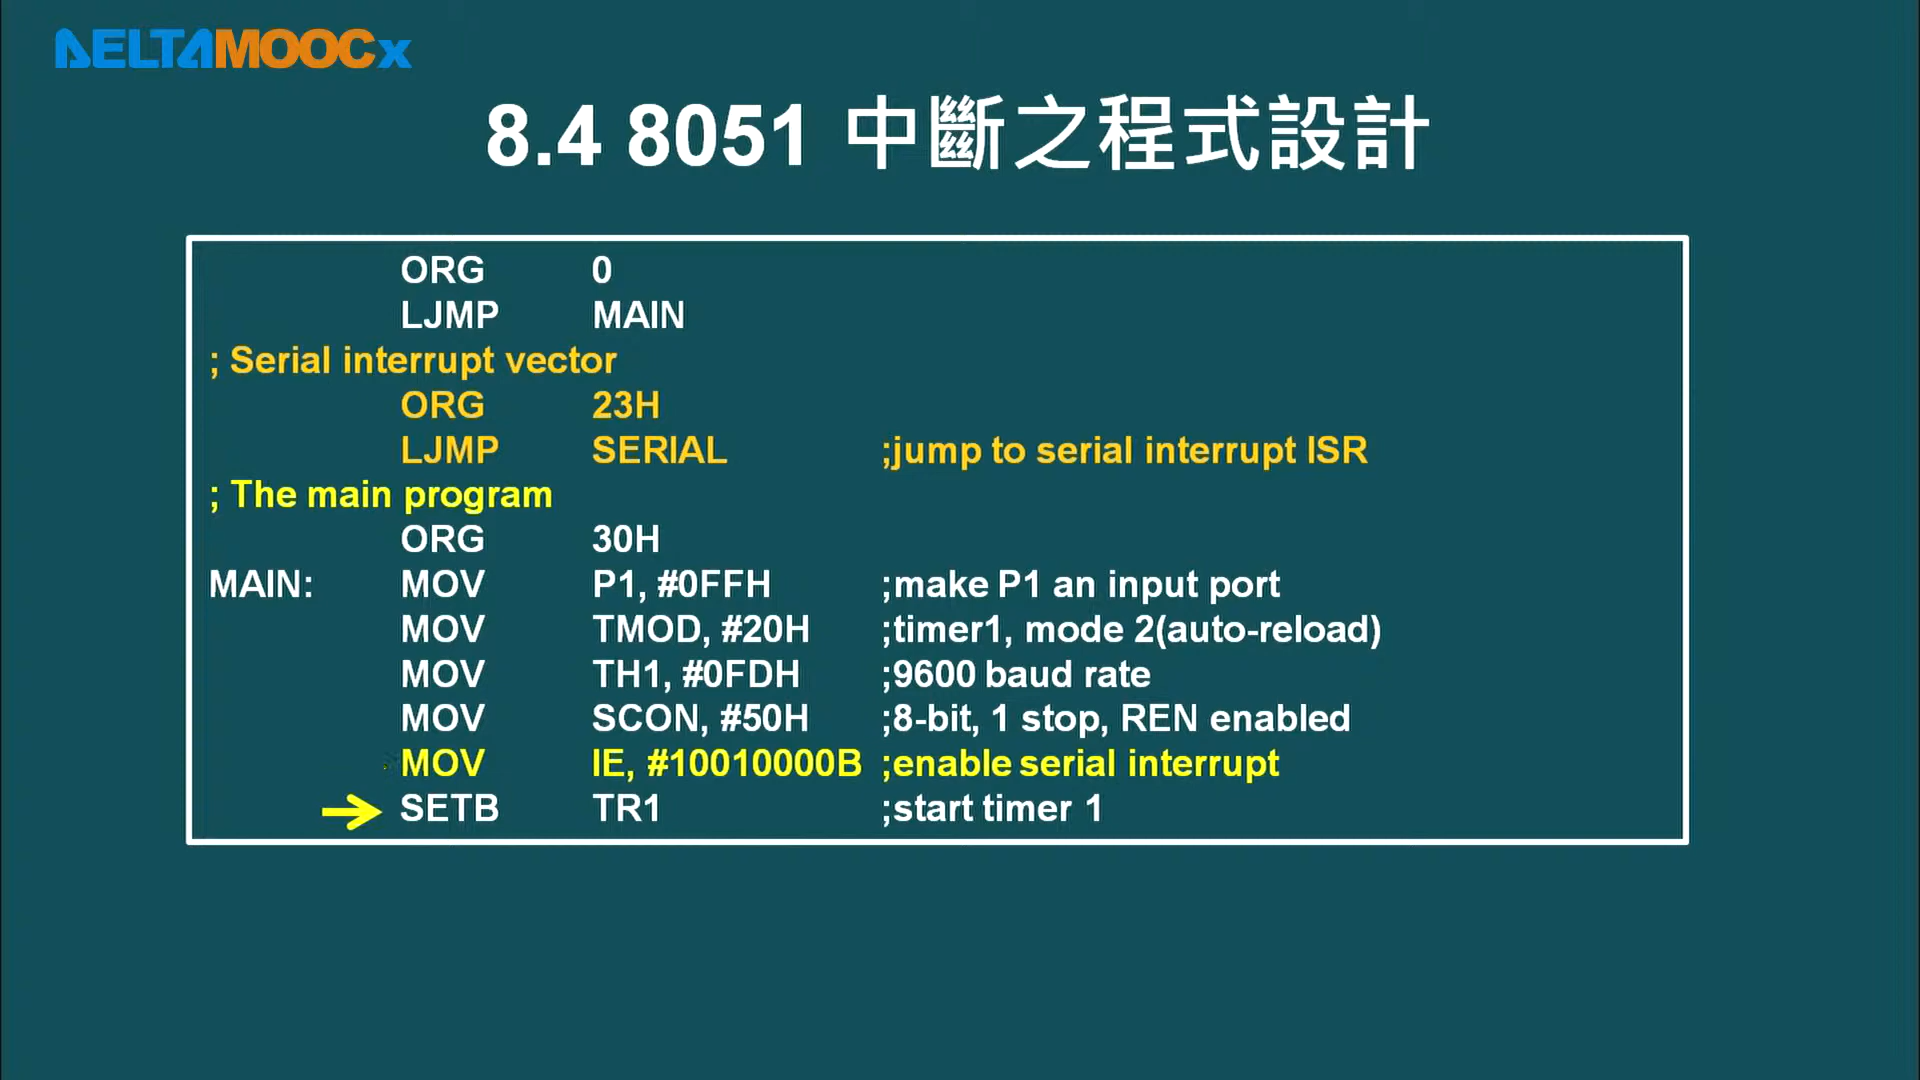 DELTAMOOCx
8.4 8051 中斷之程式設計
ORG 0
LJMP MAIN
; Serial interrupt vector
ORG 23H
LJMP SERIAL ;jump to serial interrupt ISR
; The main program
ORG 30H
MAIN: MOV P1, #0FFH ;make P1 an input port
MOV TMOD, #20H ;timer1, mode 2(auto-reload)
MOV TH1, #0FDH ;9600 baud rate
MOV SCON, #50H ;8-bit, 1 stop, REN enabled
MOV IE, #10010000B ;enable serial interrupt
SETB TR1 ;start timer 1